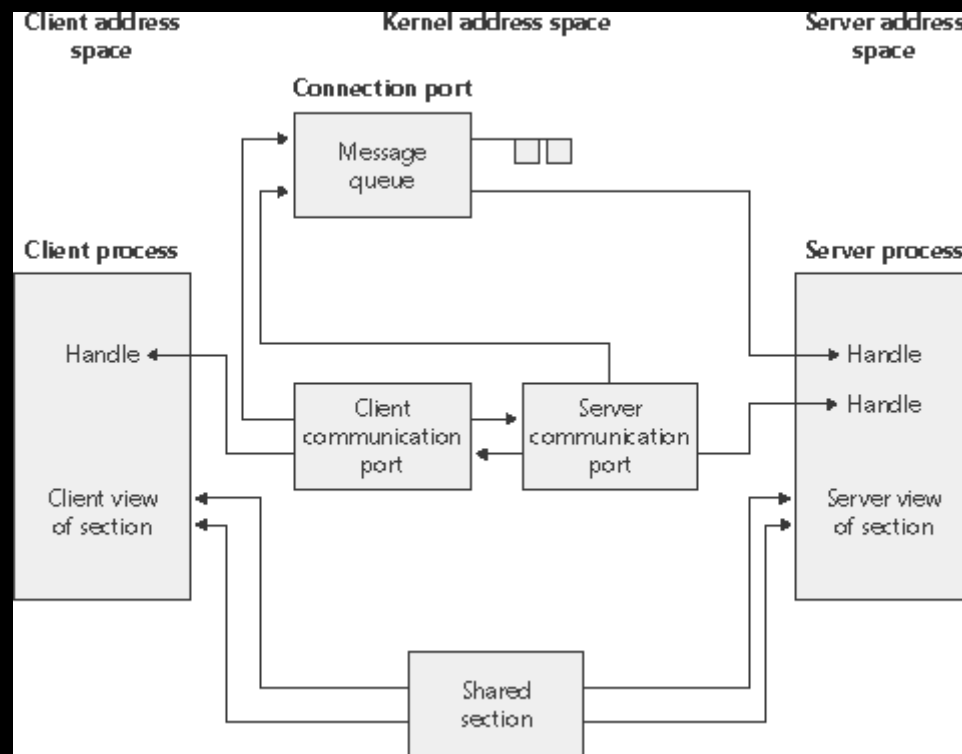 Client address
space
Kernel address space
Server address
space
Connection port
Message
queue
Client process
Server process
Handle
Handle
Client
communication
port
Server
communication
port
Handle
Client view
of section
Server view
of section
Shared
section